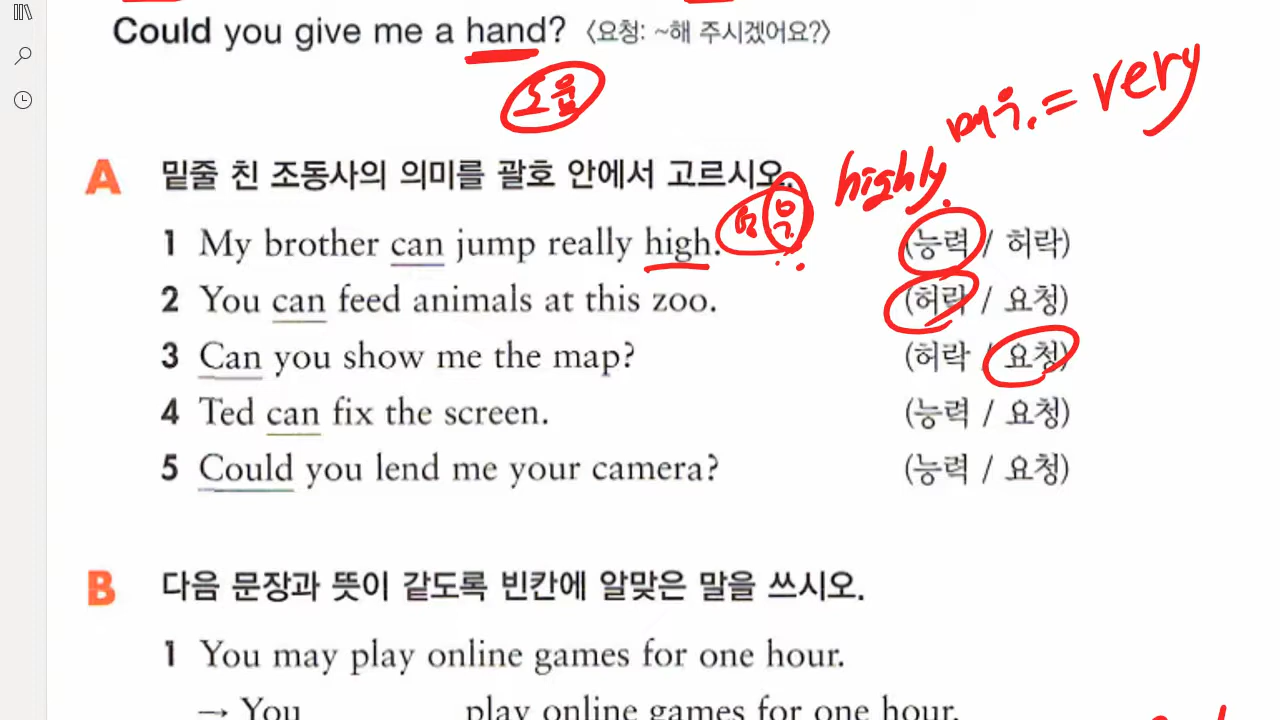 Could you give me a hand? 〈요청: ~해 주시겠어요?〉
도움
매우. = very
A 밑줄 친 조동사의 의미를 괄호 안에서 고르시오.
highly.
1 My brother can jump really high. (능력 / 허락)
2 You can feed animals at this zoo. (허락 / 요청)
3 Can you show me the map? (허락 / 요청)
4 Ted can fix the screen. (능력 / 요청)
5 Could you lend me your camera? (능력 / 요청)
B 다음 문장과 뜻이 같도록 빈칸에 알맞은 말을 쓰시오.
1 You may play online games for one hour.
→ You play online games for one hour.